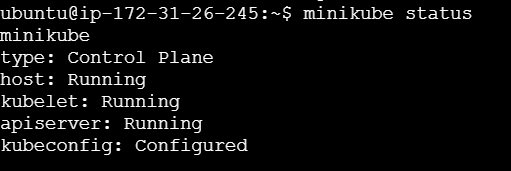 ubuntu@ip-172-31-26-245:~$ minikube status
minikube
type: Control Plane
host: Running
kubelet: Running
apiserver: Running
kubeconfig: Configured